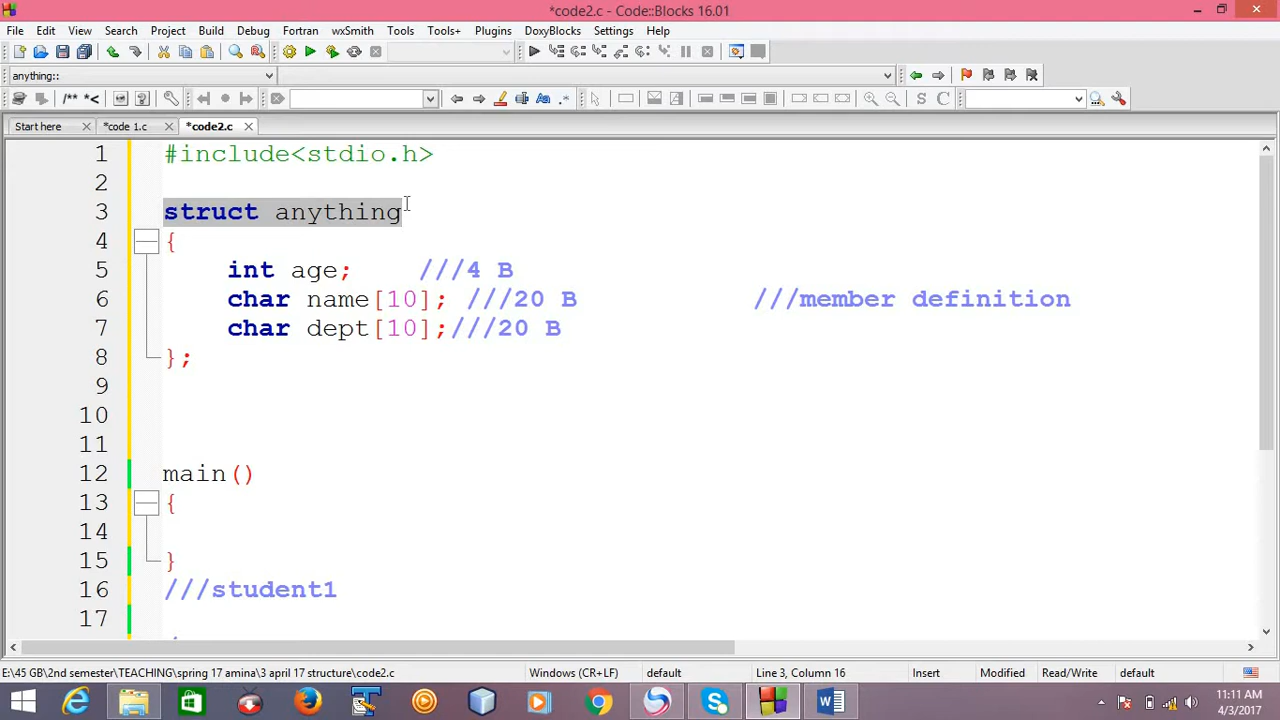 *code2.c - Code::Blocks 16.01
File Edit View Search Project Build Debug Fortran wxSmith Tools Tools+ Plugins DoxyBlocks Settings Help
anything::
/** *<
S C
Start here *code 1.c *code2.c
1 #include<stdio.h>
2
3 struct anything
4 {
5 int age; ///4 B
6 char name[10]; ///20 B ///member definition
7 char dept[10];///20 B
8 };
9
10
11
12 main()
13 {
14
15 }
16 ///student1
17
E:\45 GB\2nd semester\TEACHING\spring 17 amina\3 april 17 structure\code2.c Windows (CR+LF) default Line 3, Column 16 Insert Modified Read/Write default
11:11 AM
4/3/2017